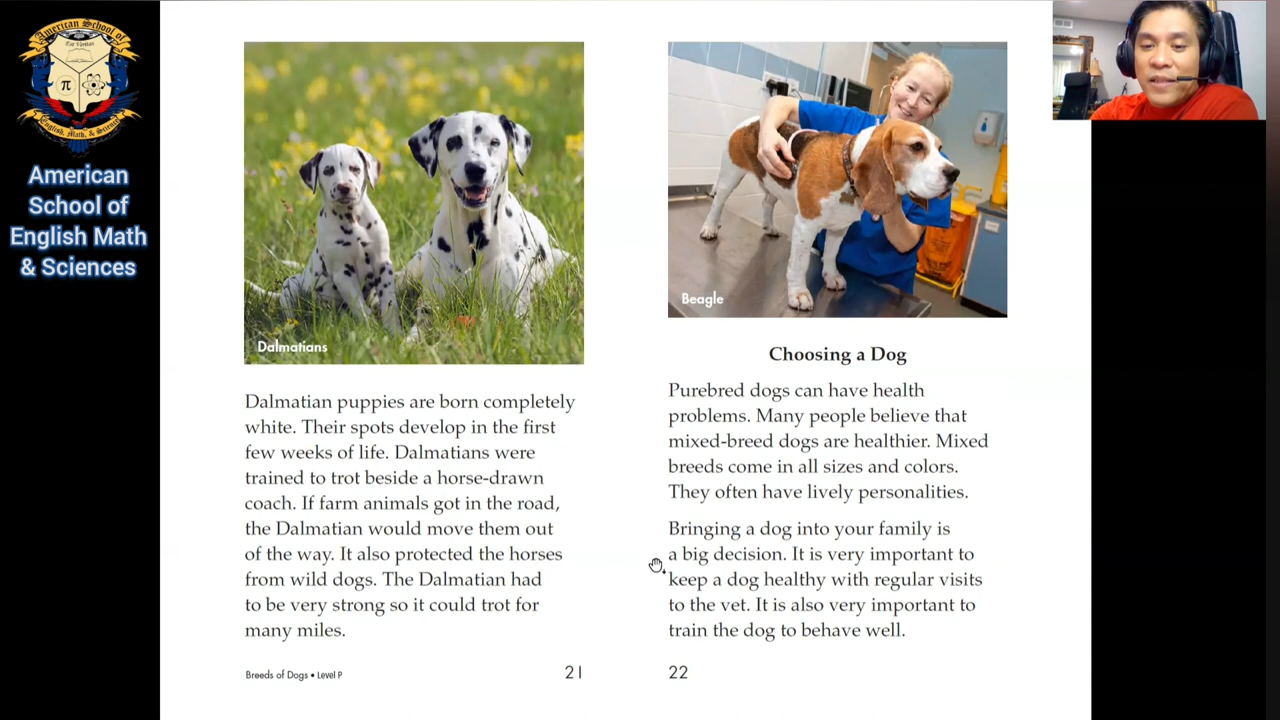 American School of
Est Veritas
π
English, Math, & Sciences
American
School of
English Math
& Sciences
Dalmatians
Dalmatian puppies are born completely
white. Their spots develop in the first
few weeks of life. Dalmatians were
trained to trot beside a horse-drawn
coach. If farm animals got in the road,
the Dalmatian would move them out
of the way. It also protected the horses
from wild dogs. The Dalmatian had
to be very strong so it could trot for
many miles.
Breeds of Dogs • Level P
21
Beagle
Choosing a Dog
Purebred dogs can have health
problems. Many people believe that
mixed-breed dogs are healthier. Mixed
breeds come in all sizes and colors.
They often have lively personalities.
Bringing a dog into your family is
a big decision. It is very important to
keep a dog healthy with regular visits
to the vet. It is also very important to
train the dog to behave well.
22